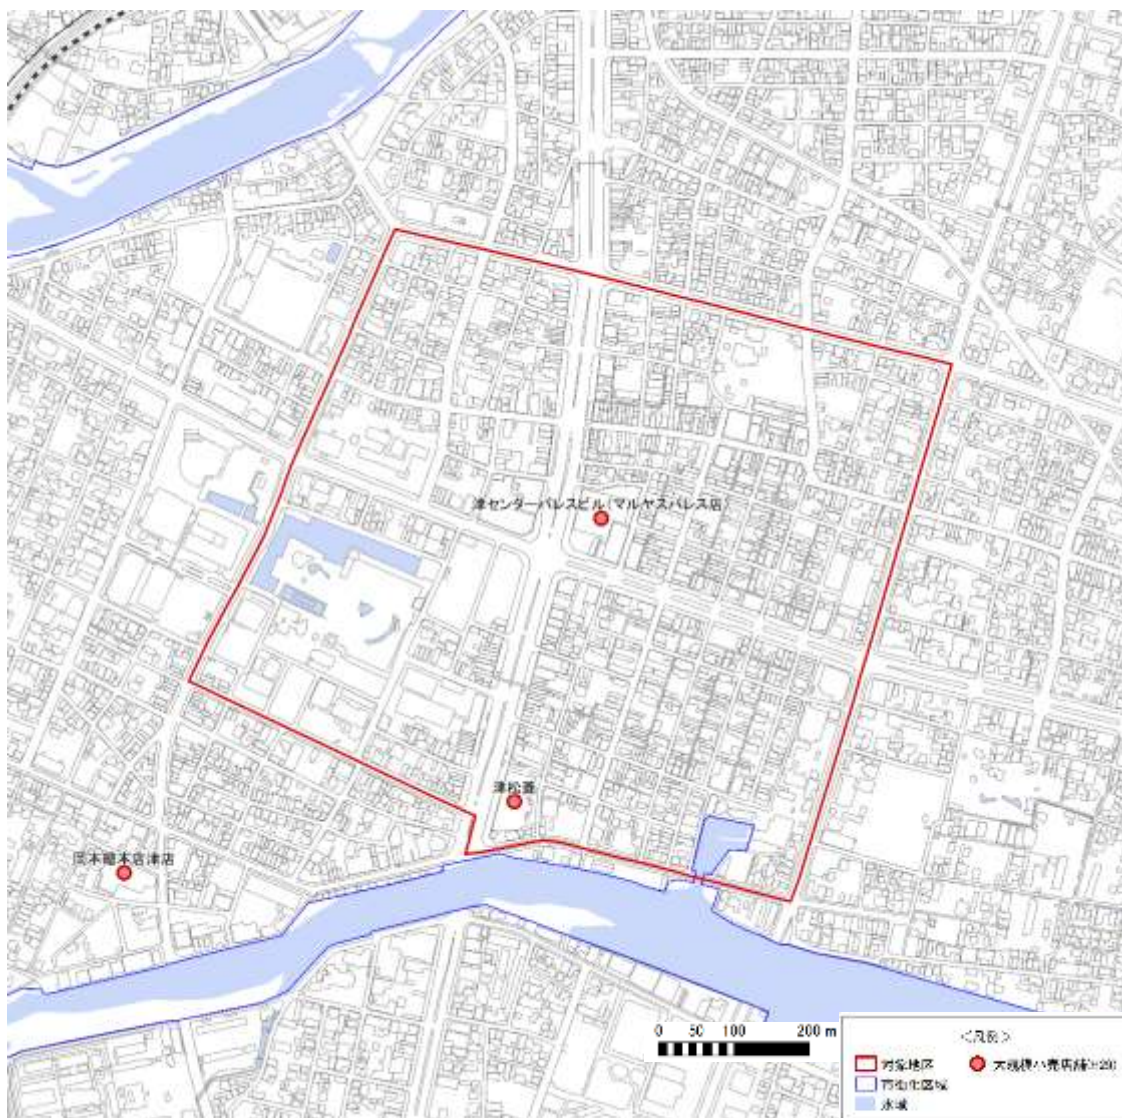 津センターパレスビル(マルヤスパレス店)
津松菱
岡本総本店津店
0 50 100 200 m
<凡例>
対象地区
大規模小売店舗(H29)
市街化区域
水域